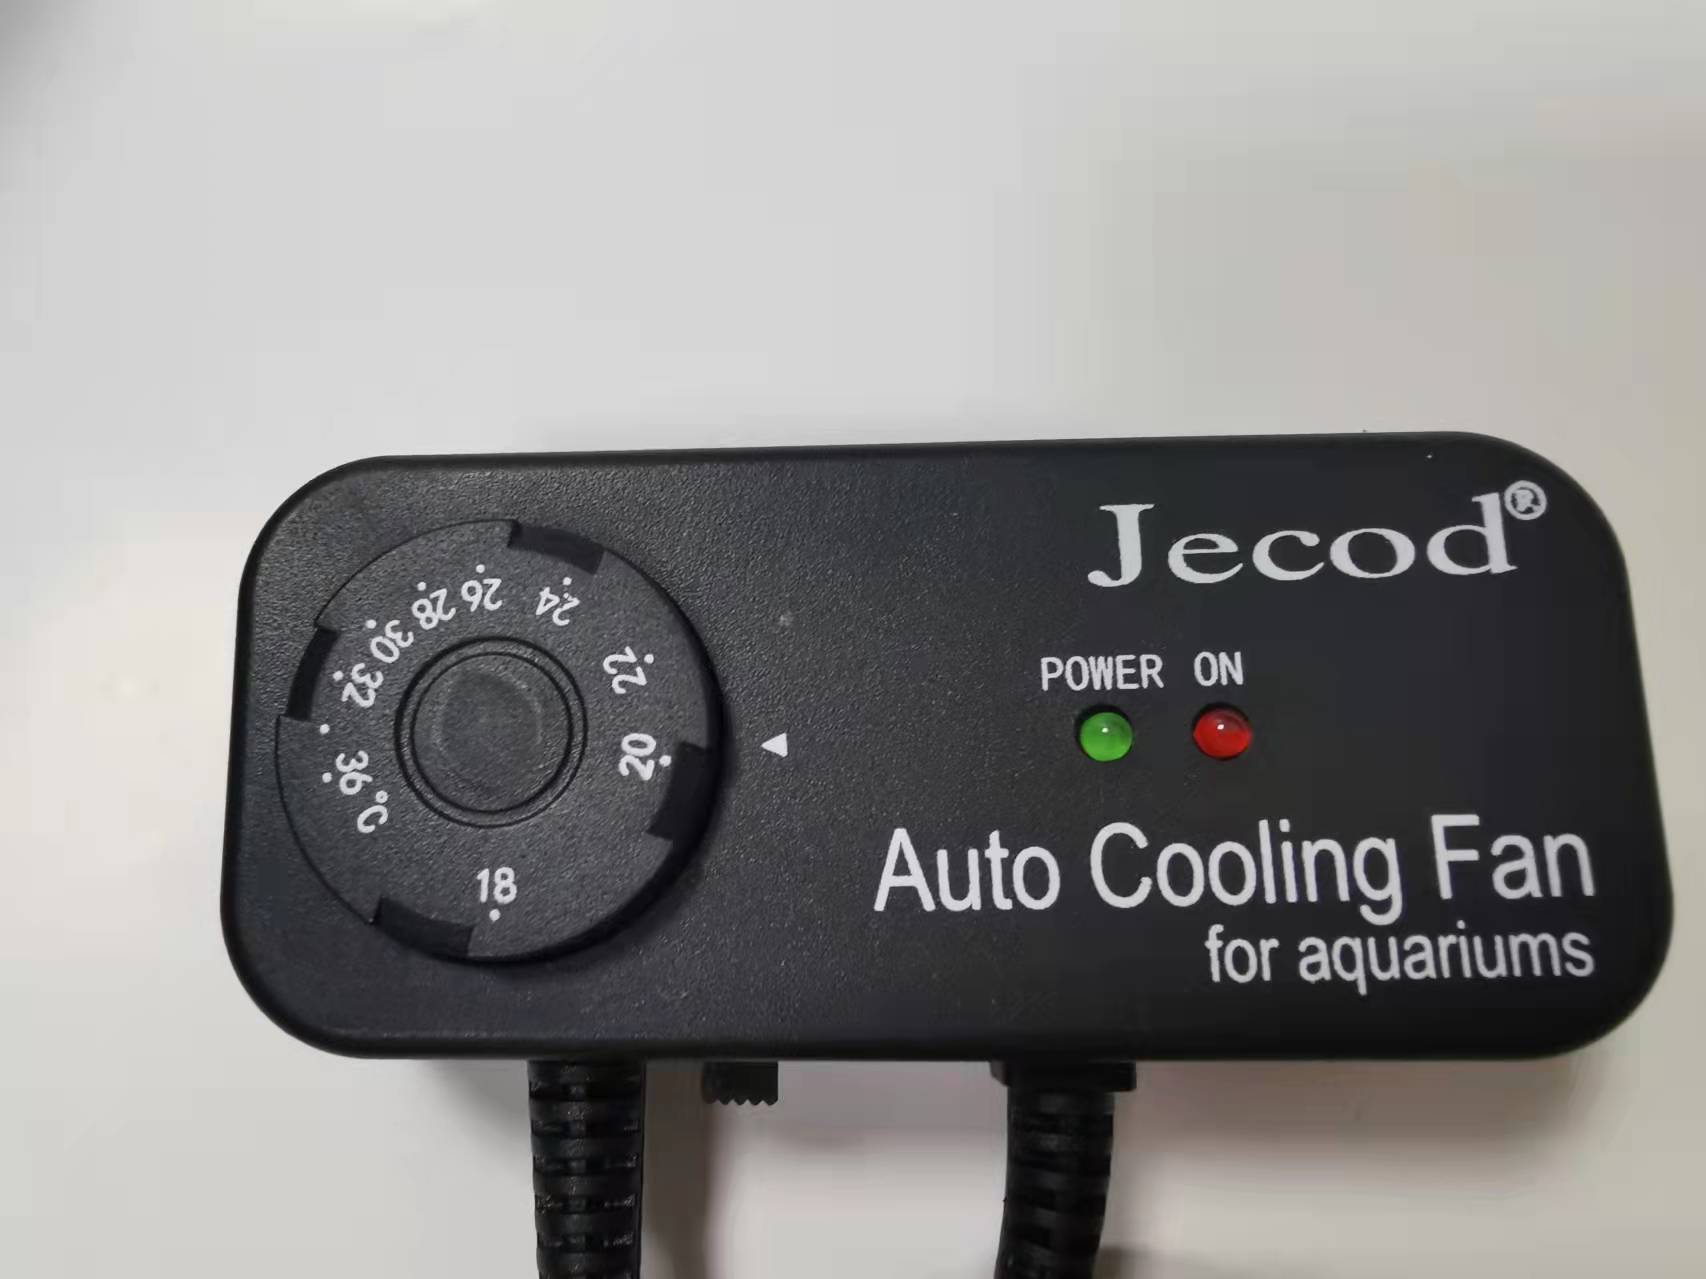 Jecod®
POWER ON
Auto Cooling Fan
for aquariums
18
20
22
24
26
28
30
32
36
°C